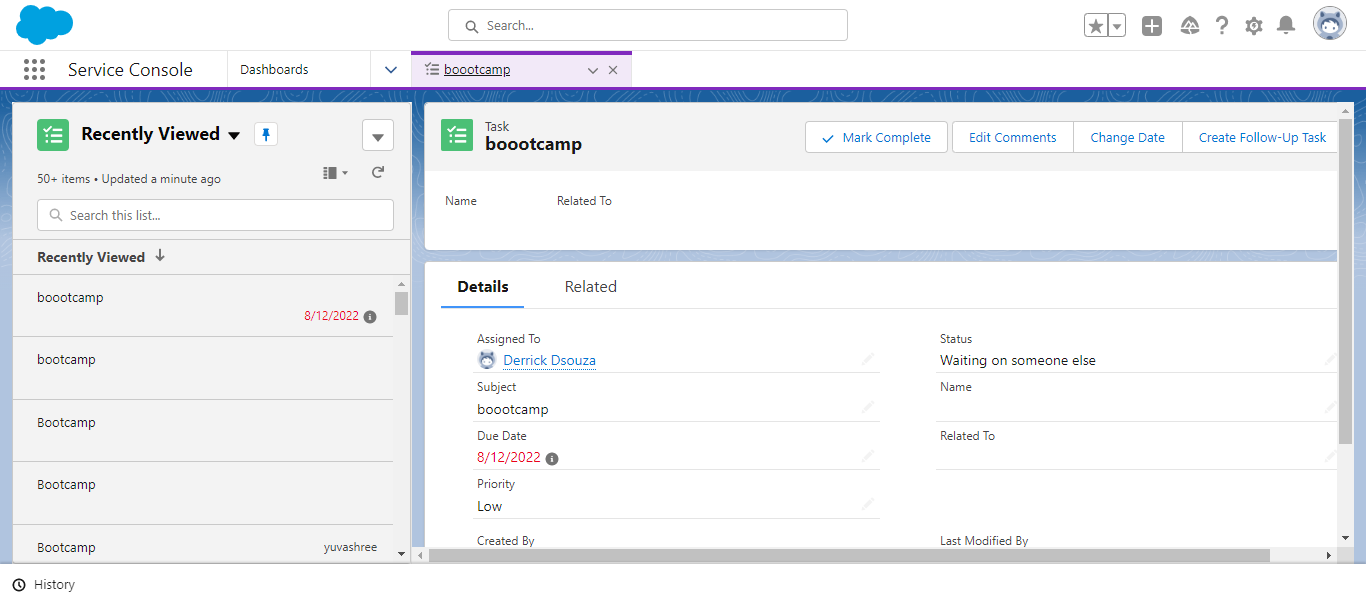 Search...
Service Console
Dashboards
boootcamp
Recently Viewed
50+ items • Updated a minute ago
Search this list...
Recently Viewed
boootcamp
8/12/2022
bootcamp
Bootcamp
Bootcamp
Bootcamp yuvashree
Task
boootcamp
Mark Complete Edit Comments Change Date Create Follow-Up Task
Name Related To
Details Related
Assigned To
Derrick Dsouza
Status
Waiting on someone else
Subject
boootcamp
Name
Due Date
8/12/2022
Related To
Priority
Low
Created By
Last Modified By
History